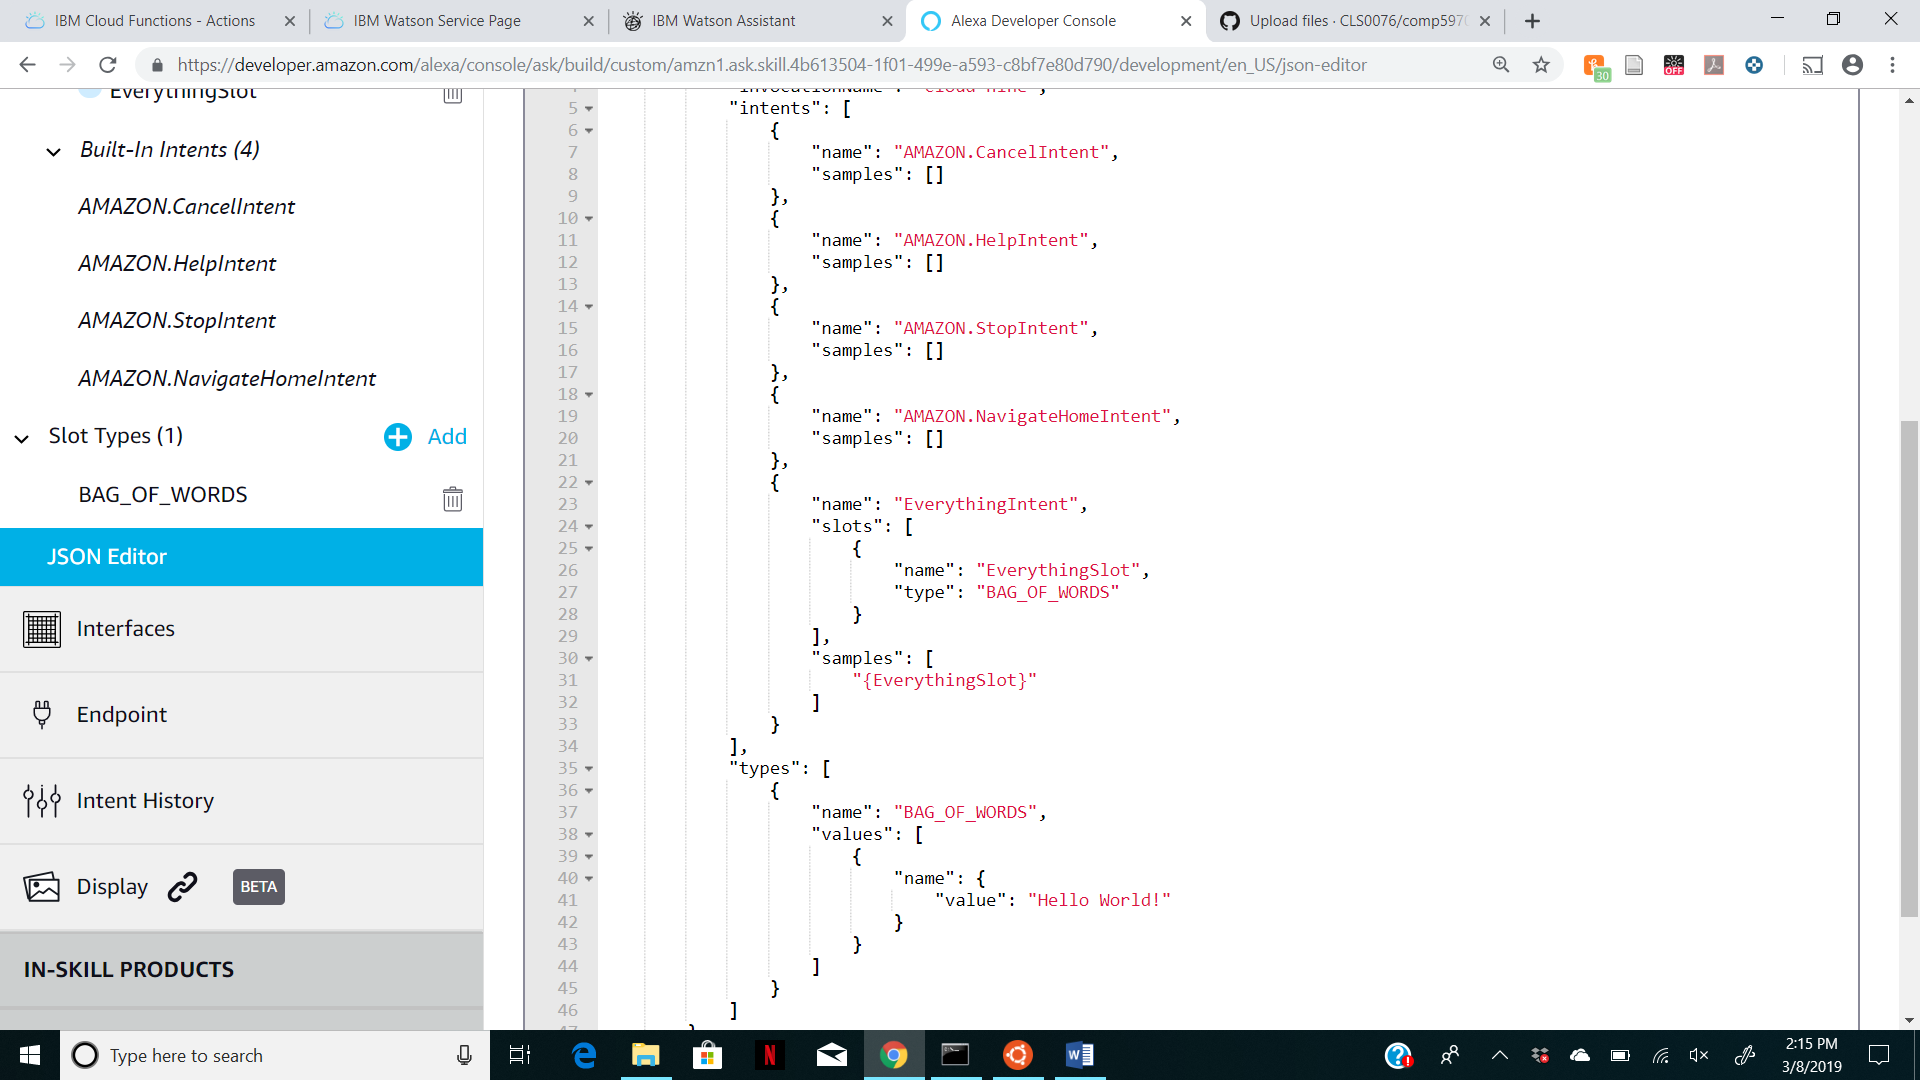 IBM Cloud Functions - Actions
IBM Watson Service Page
IBM Watson Assistant
Alexa Developer Console
Upload files · CLS0076/comp5970
https://developer.amazon.com/alexa/console/ask/build/custom/amzn1.ask.skill.4b613504-1f01-499e-a593-c8bf7e80d790/development/en_US/json-editor
30
OFF
EverythingSlot
Built-In Intents (4)
AMAZON.CancelIntent
AMAZON.HelpIntent
AMAZON.StopIntent
AMAZON.NavigateHomeIntent
Slot Types (1)
Add
BAG_OF_WORDS
JSON Editor
Interfaces
Endpoint
Intent History
Display
BETA
IN-SKILL PRODUCTS
"invocationName": "cloud nine",
5 "intents": [
6 {
7 "name": "AMAZON.CancelIntent",
8 "samples": []
9 },
10 {
11 "name": "AMAZON.HelpIntent",
12 "samples": []
13 },
14 {
15 "name": "AMAZON.StopIntent",
16 "samples": []
17 },
18 {
19 "name": "AMAZON.NavigateHomeIntent",
20 "samples": []
21 },
22 {
23 "name": "EverythingIntent",
24 "slots": [
25 {
26 "name": "EverythingSlot",
27 "type": "BAG_OF_WORDS"
28 }
29 ],
30 "samples": [
31 "{EverythingSlot}"
32 ]
33 }
34 ],
35 "types": [
36 {
37 "name": "BAG_OF_WORDS",
38 "values": [
39 {
40 "name": {
41 "value": "Hello World!"
42 }
43 }
44 ]
45 }
46 ]
47 }
Type here to search
2:15 PM
3/8/2019